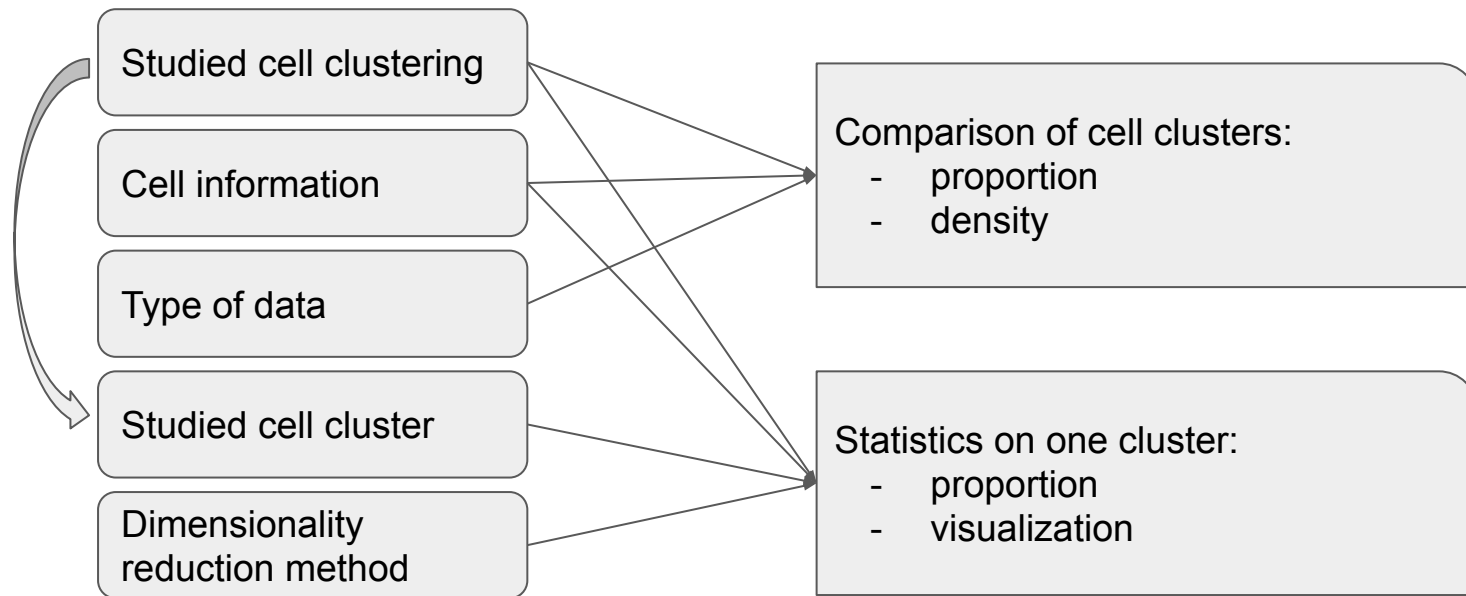 Studied cell clustering
Cell information
Type of data
Studied cell cluster
Dimensionality
reduction method
Comparison of cell clusters:
- proportion
- density
Statistics on one cluster:
- proportion
- visualization